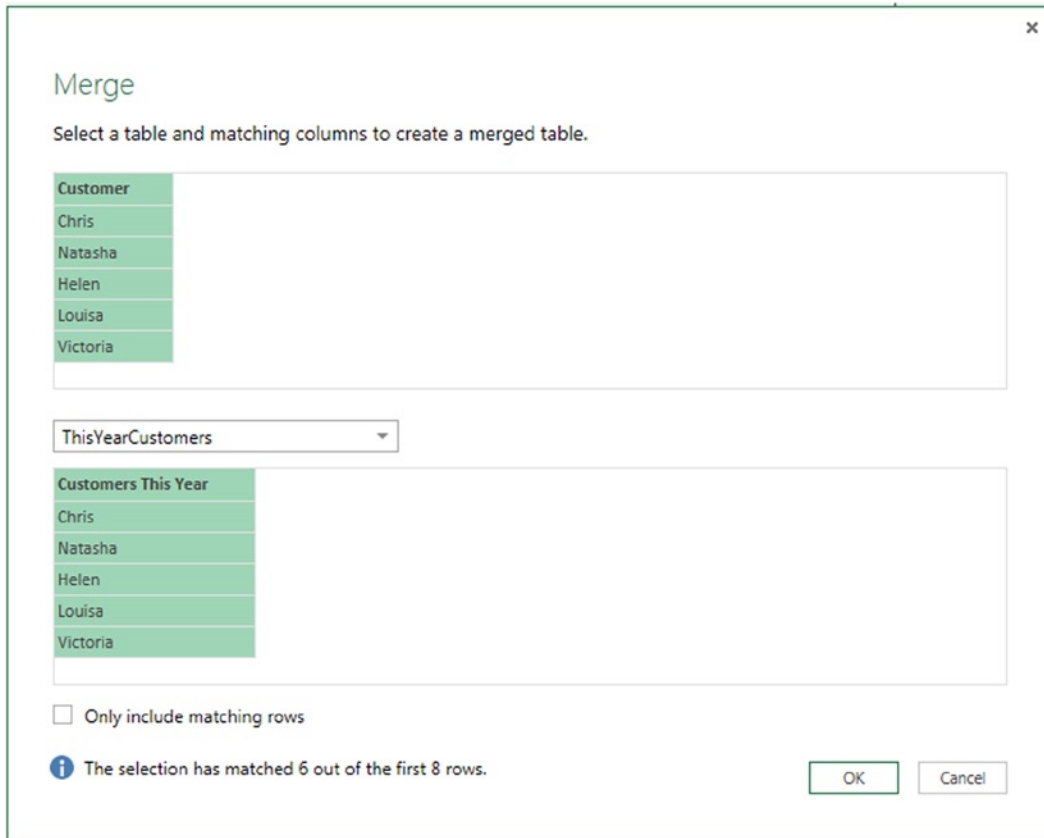 Merge
Select a table and matching columns to create a merged table.
Customer
Chris
Natasha
Helen
Louisa
Victoria
ThisYearCustomers
Customers This Year
Chris
Natasha
Helen
Louisa
Victoria
Only include matching rows
The selection has matched 6 out of the first 8 rows.
OK
Cancel